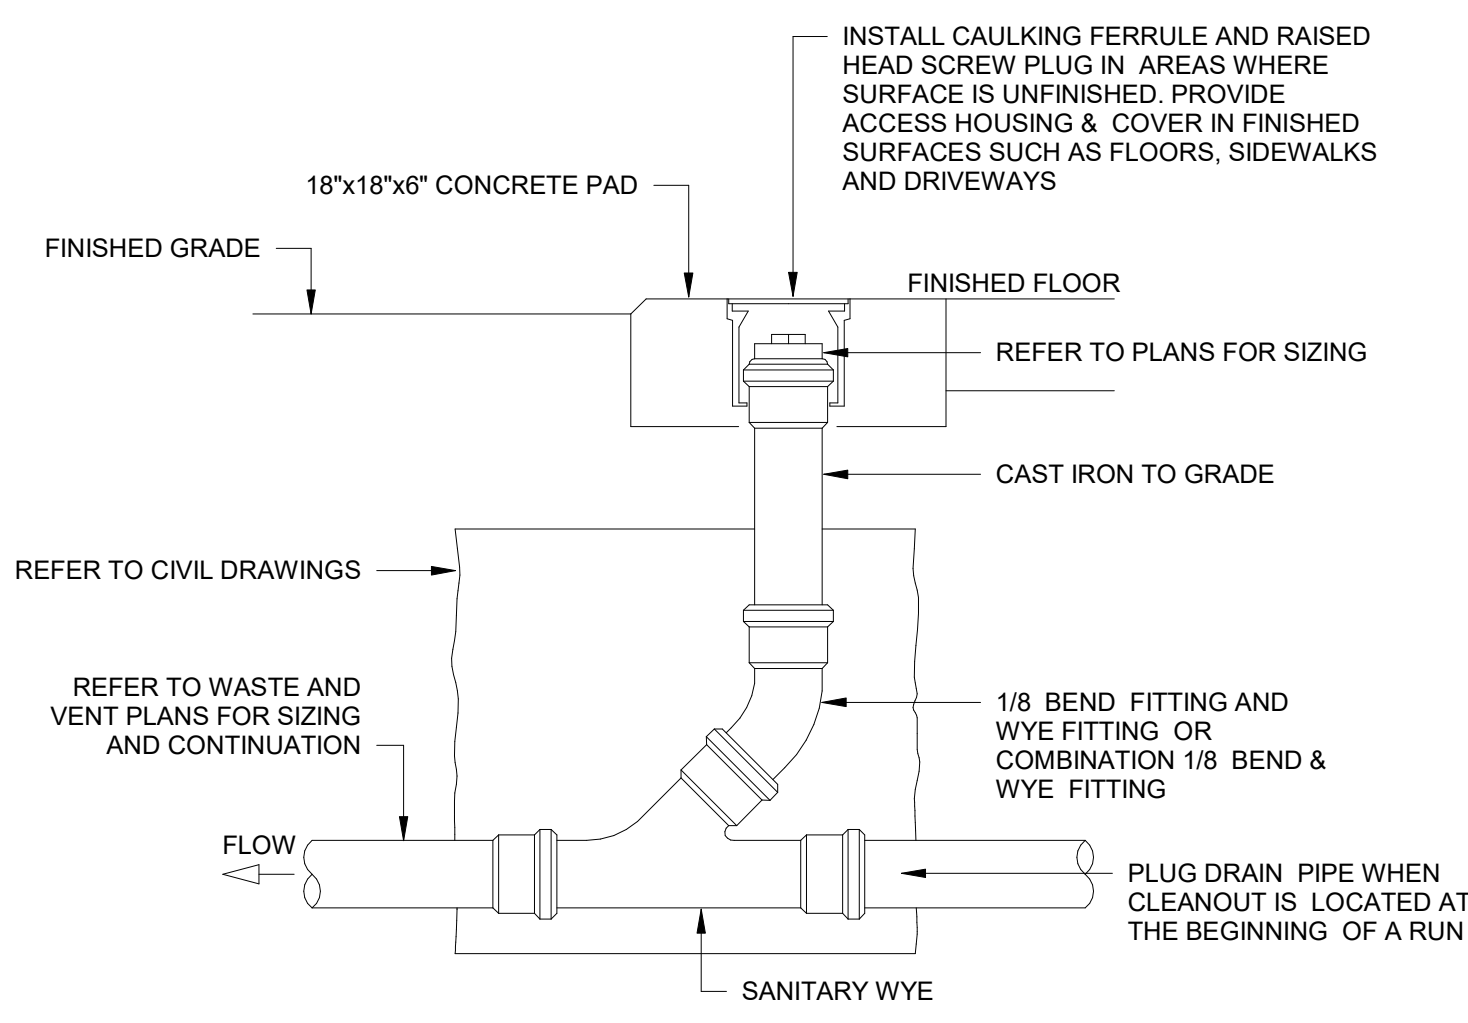 INSTALL CAULKING FERRULE AND RAISED
HEAD SCREW PLUG IN AREAS WHERE
SURFACE IS UNFINISHED. PROVIDE
ACCESS HOUSING & COVER IN FINISHED
SURFACES SUCH AS FLOORS, SIDEWALKS
AND DRIVEWAYS
18"x18"x6" CONCRETE PAD
FINISHED GRADE
FINISHED FLOOR
REFER TO PLANS FOR SIZING
CAST IRON TO GRADE
REFER TO CIVIL DRAWINGS
REFER TO WASTE AND
VENT PLANS FOR SIZING
AND CONTINUATION
1/8 BEND FITTING AND
WYE FITTING OR
COMBINATION 1/8 BEND &
WYE FITTING
FLOW
PLUG DRAIN PIPE WHEN
CLEANOUT IS LOCATED AT
THE BEGINNING OF A RUN
SANITARY WYE